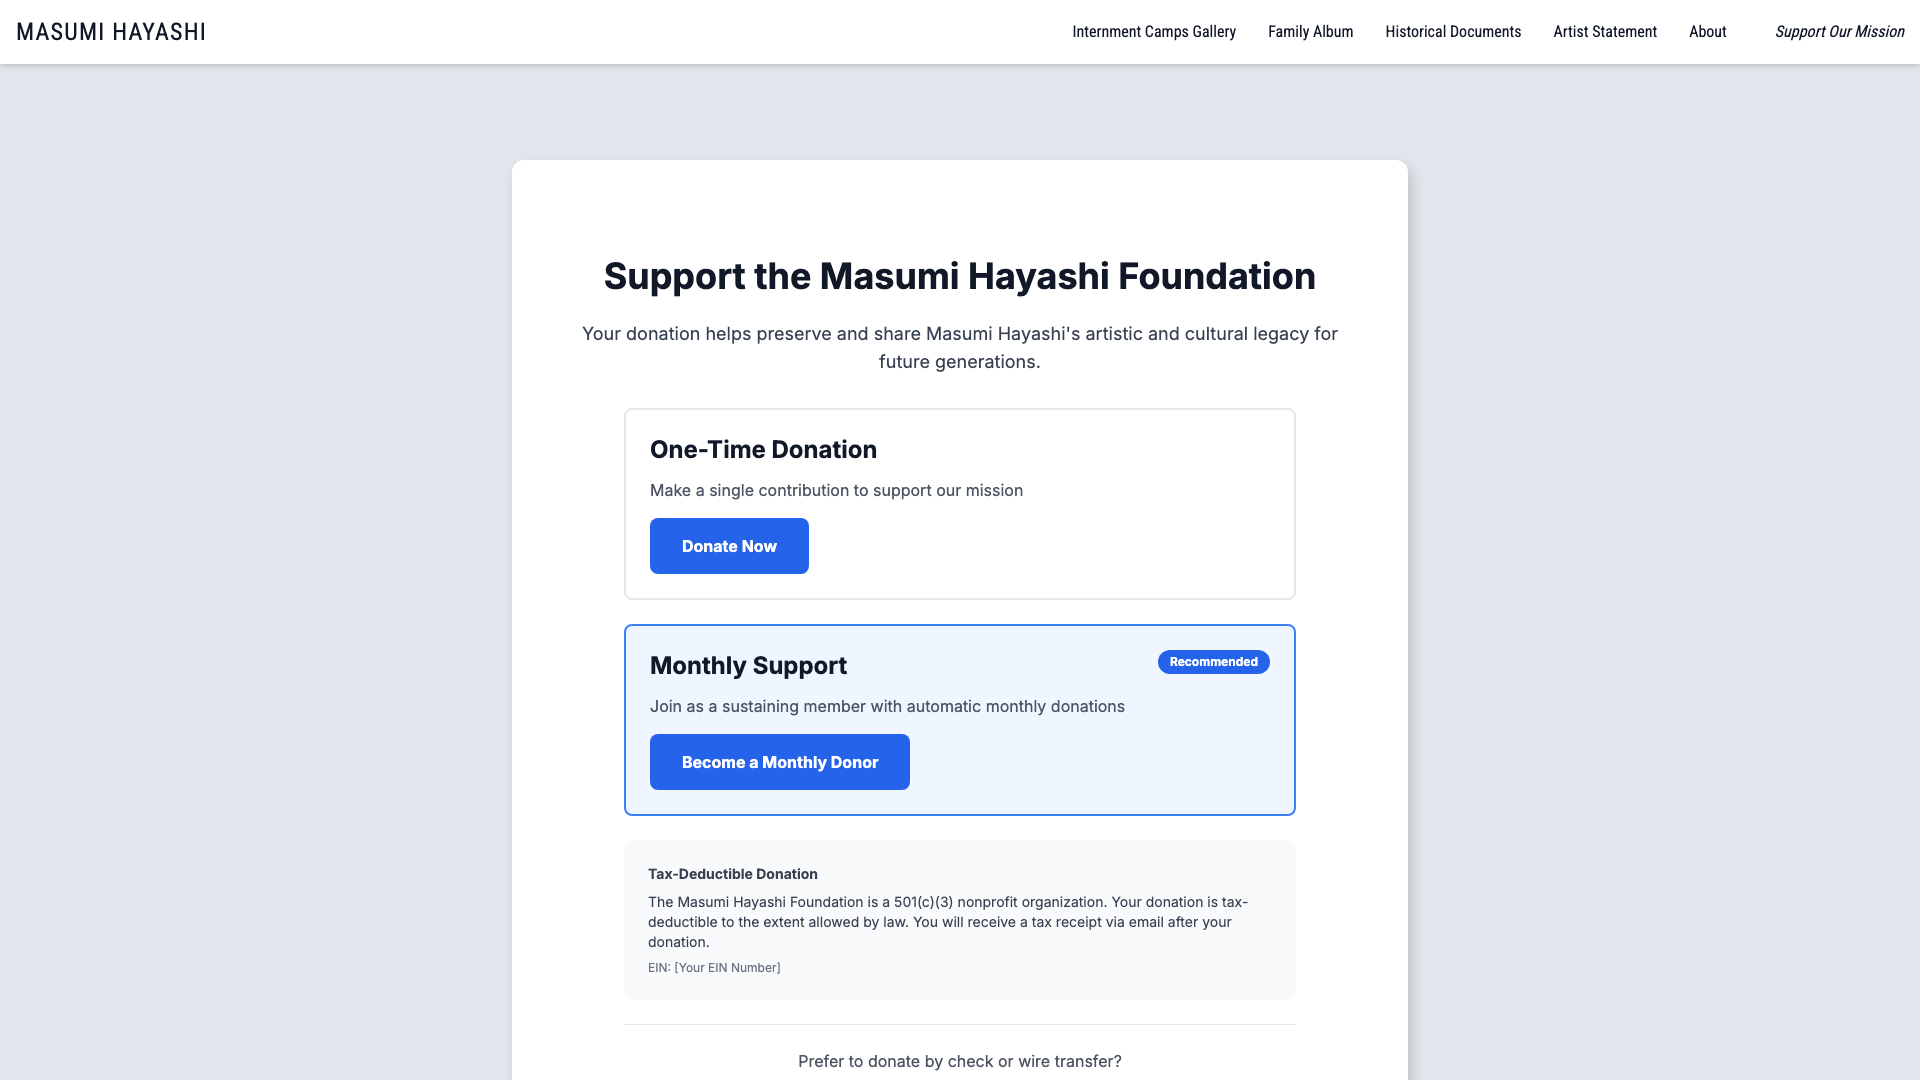 MASUMI HAYASHI
Internment Camps Gallery
Family Album
Historical Documents
Artist Statement
About
Support Our Mission
Support the Masumi Hayashi Foundation
Your donation helps preserve and share Masumi Hayashi's artistic and cultural legacy for
future generations.
One-Time Donation
Make a single contribution to support our mission
Donate Now
Monthly Support
Recommended
Join as a sustaining member with automatic monthly donations
Become a Monthly Donor
Tax-Deductible Donation
The Masumi Hayashi Foundation is a 501(c)(3) nonprofit organization. Your donation is tax-
deductible to the extent allowed by law. You will receive a tax receipt via email after your
donation.
EIN: [Your EIN Number]
Prefer to donate by check or wire transfer?